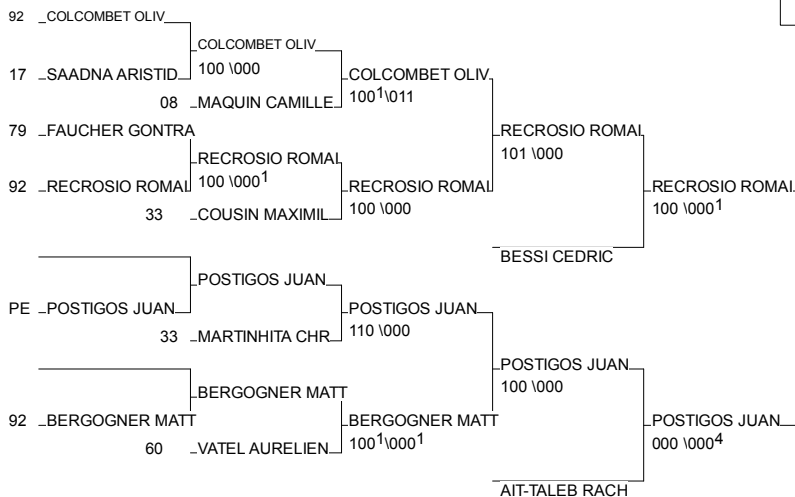 92 COLCOMBET OLIV
COLCOMBET OLIV
100 \000
17 SAADNA ARISTID
COLCOMBET OLIV
100¹\011
08 MAQUIN CAMILLE
79 FAUCHER GONTRA
RECROSIO ROMAI
101 \000
RECROSIO ROMAI
100 \000¹
92 RECROSIO ROMAI
RECROSIO ROMAI
100 \000
RECROSIO ROMAI
100 \000¹
33 COUSIN MAXIMIL
BESSI CEDRIC
POSTIGOS JUAN
PE POSTIGOS JUAN
POSTIGOS JUAN
110 \000
33 MARTINHITA CHR
POSTIGOS JUAN
100 \000
BERGOGNER MATT
92 BERGOGNER MATT
BERGOGNER MATT
100¹\000¹
POSTIGOS JUAN
000 \000⁴
60 VATEL AURELIEN
AIT-TALEB RACH